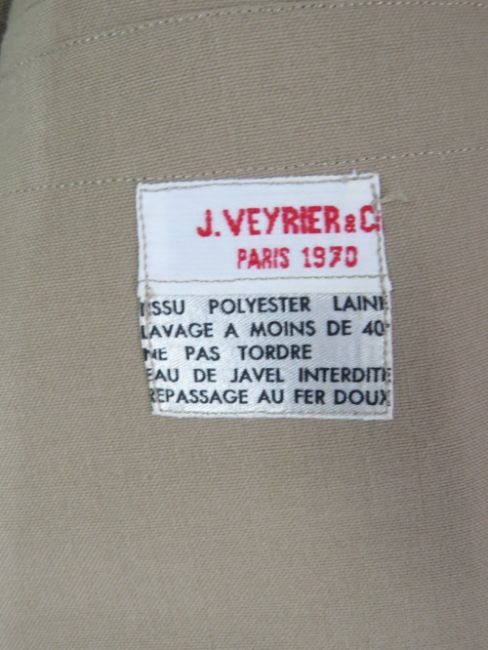 J. VEYRIER & C
PARIS 1970
ISSU POLYESTER LAINE
LAVAGE A MOINS DE 40°
NE PAS TORDRE
EAU DE JAVEL INTERDITE
REPASSAGE AU FER DOUX